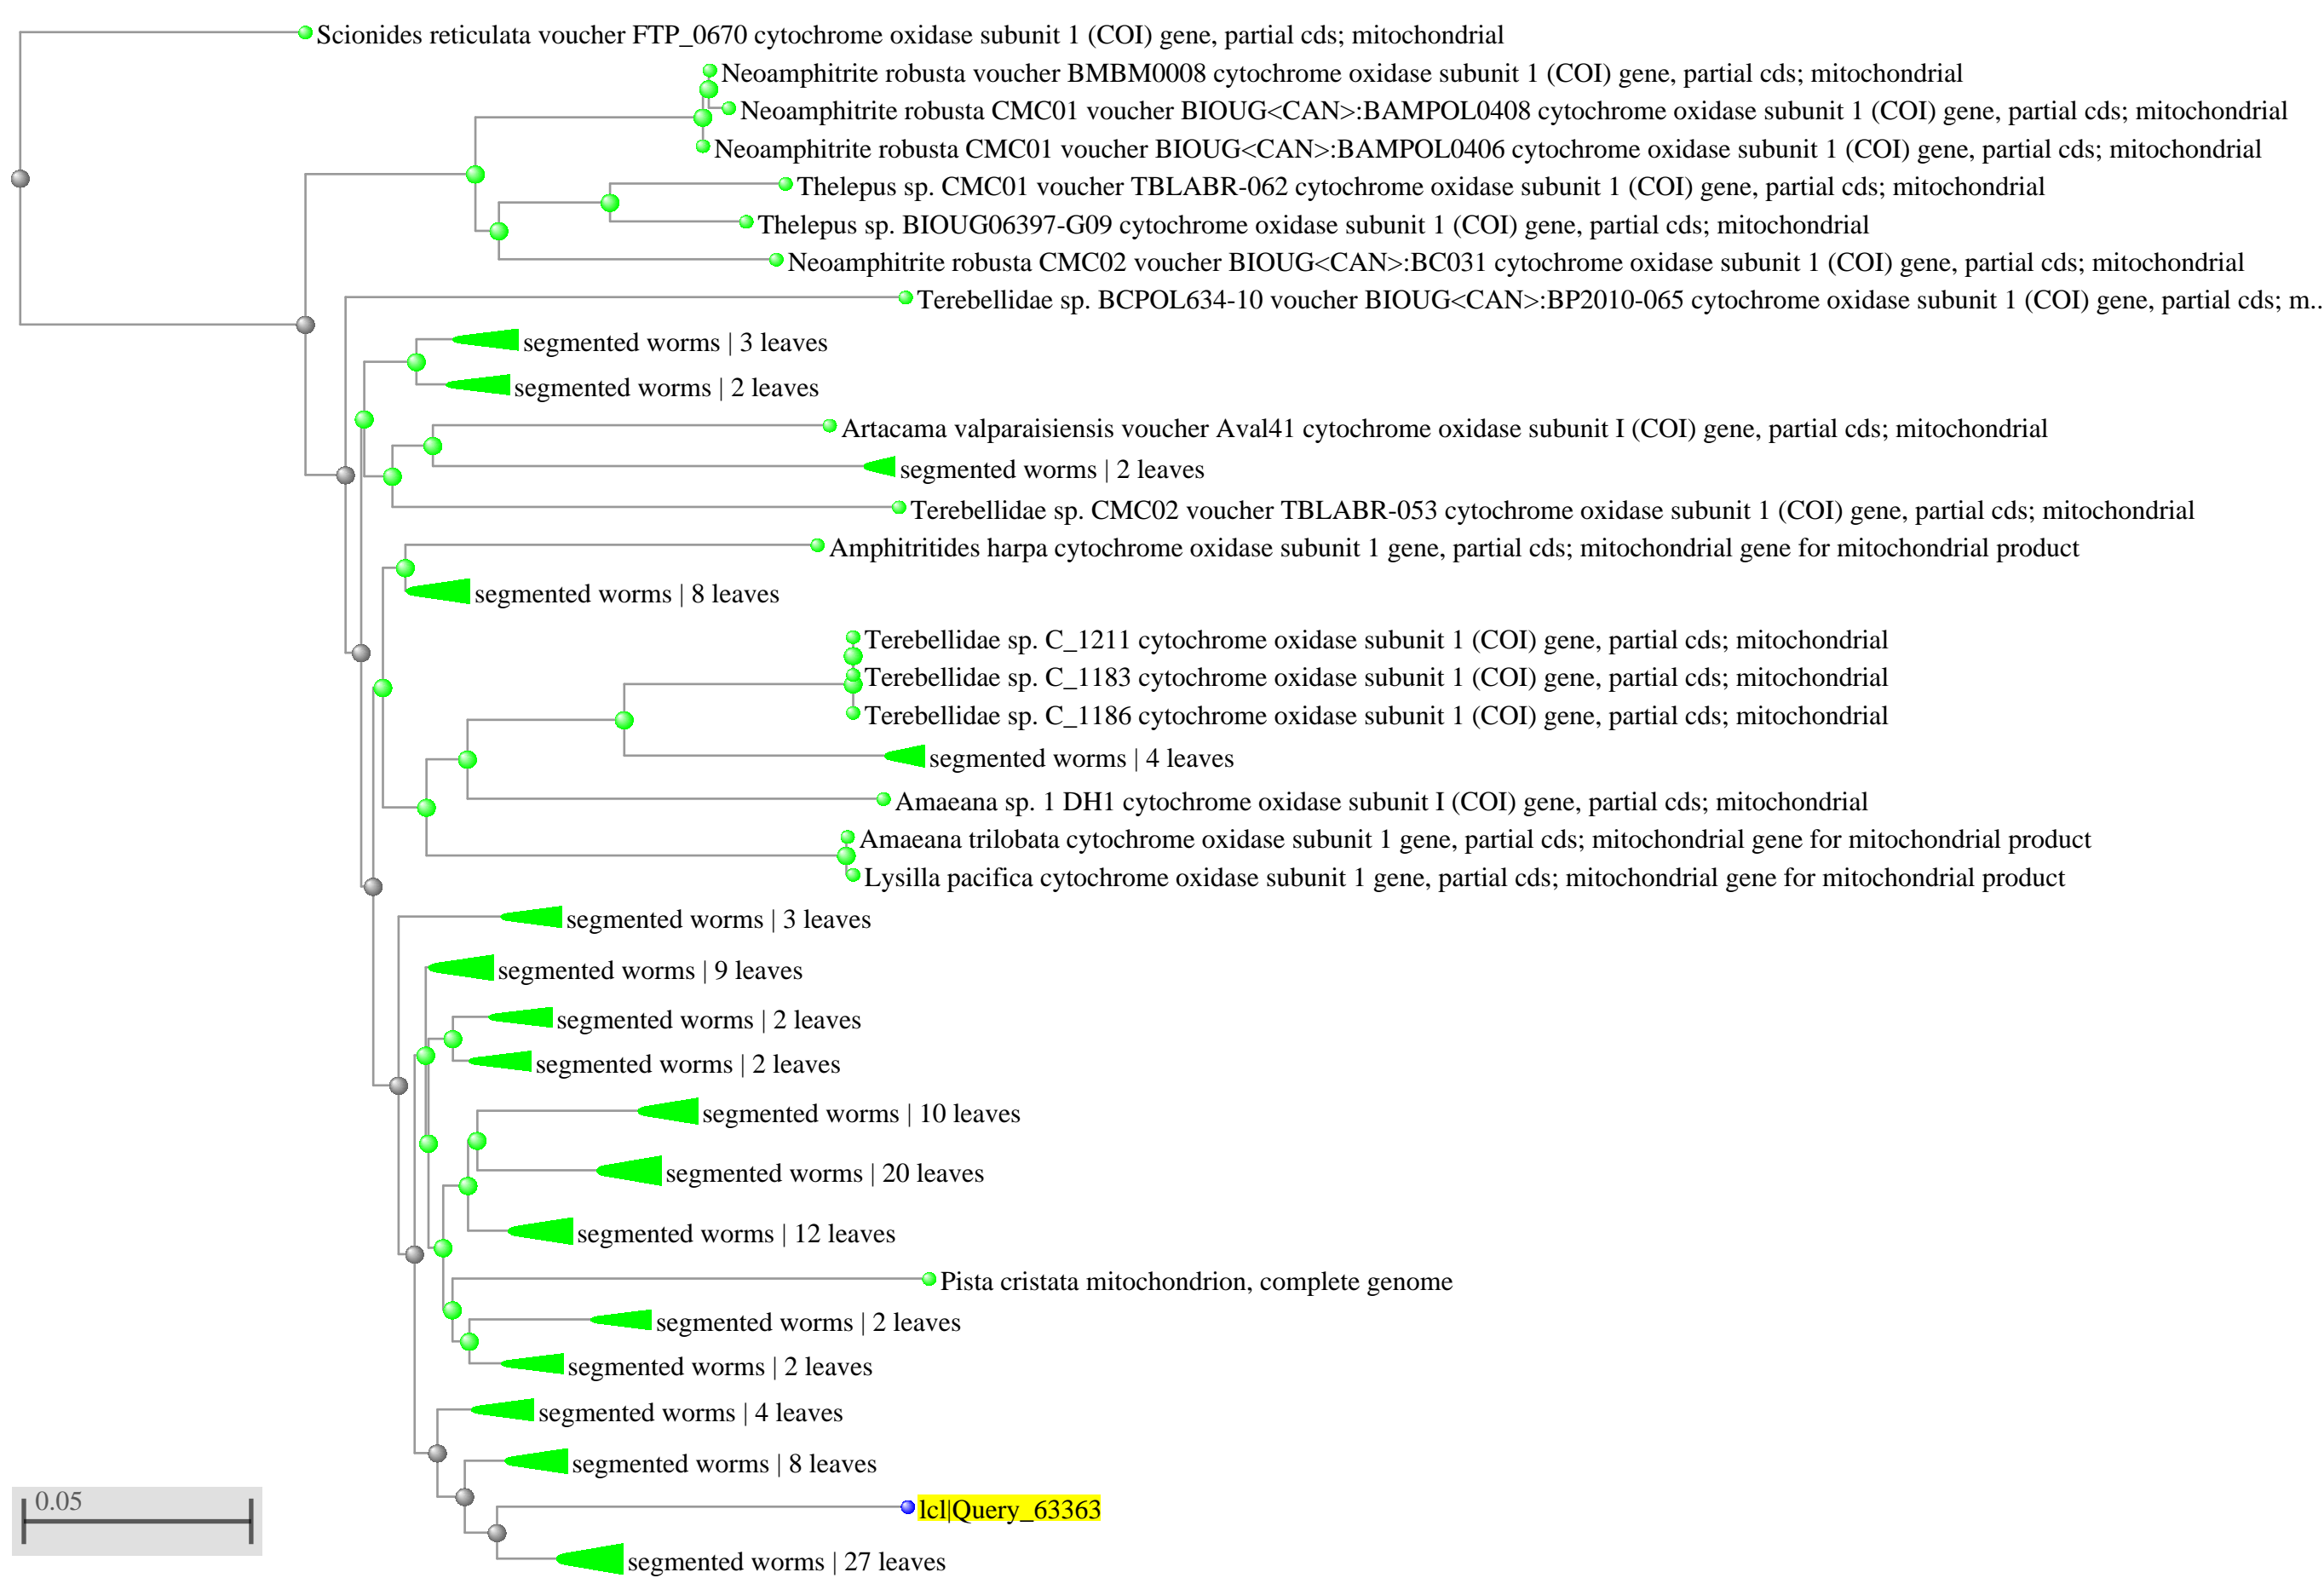 Scionides reticulata voucher FTP_0670 cytochrome oxidase subunit 1 (COI) gene, partial cds; mitochondrial
Neoamphitrite robusta voucher BMBM0008 cytochrome oxidase subunit 1 (COI) gene, partial cds; mitochondrial
Neoamphitrite robusta CMC01 voucher BIOUG<CAN>:BAMPOL0408 cytochrome oxidase subunit 1 (COI) gene, partial cds; mitochondrial
Neoamphitrite robusta CMC01 voucher BIOUG<CAN>:BAMPOL0406 cytochrome oxidase subunit 1 (COI) gene, partial cds; mitochondrial
Thelepus sp. CMC01 voucher TBLABR-062 cytochrome oxidase subunit 1 (COI) gene, partial cds; mitochondrial
Thelepus sp. BIOUG06397-G09 cytochrome oxidase subunit 1 (COI) gene, partial cds; mitochondrial
Neoamphitrite robusta CMC02 voucher BIOUG<CAN>:BC031 cytochrome oxidase subunit 1 (COI) gene, partial cds; mitochondrial
Terebellidae sp. BCPOL634-10 voucher BIOUG<CAN>:BP2010-065 cytochrome oxidase subunit 1 (COI) gene, partial cds; m..
segmented worms | 3 leaves
segmented worms | 2 leaves
Artacama valparaisiensis voucher Aval41 cytochrome oxidase subunit I (COI) gene, partial cds; mitochondrial
segmented worms | 2 leaves
Terebellidae sp. CMC02 voucher TBLABR-053 cytochrome oxidase subunit 1 (COI) gene, partial cds; mitochondrial
Amphitritides harpa cytochrome oxidase subunit 1 gene, partial cds; mitochondrial gene for mitochondrial product
segmented worms | 8 leaves
Terebellidae sp. C_1211 cytochrome oxidase subunit 1 (COI) gene, partial cds; mitochondrial
Terebellidae sp. C_1183 cytochrome oxidase subunit 1 (COI) gene, partial cds; mitochondrial
Terebellidae sp. C_1186 cytochrome oxidase subunit 1 (COI) gene, partial cds; mitochondrial
segmented worms | 4 leaves
Amaeana sp. 1 DH1 cytochrome oxidase subunit I (COI) gene, partial cds; mitochondrial
Amaeana trilobata cytochrome oxidase subunit 1 gene, partial cds; mitochondrial gene for mitochondrial product
Lysilla pacifica cytochrome oxidase subunit 1 gene, partial cds; mitochondrial gene for mitochondrial product
segmented worms | 3 leaves
segmented worms | 9 leaves
segmented worms | 2 leaves
segmented worms | 2 leaves
segmented worms | 10 leaves
segmented worms | 20 leaves
segmented worms | 12 leaves
Pista cristata mitochondrion, complete genome
segmented worms | 2 leaves
segmented worms | 2 leaves
segmented worms | 4 leaves
segmented worms | 8 leaves
0.05
lcl|Query_63363
segmented worms | 27 leaves